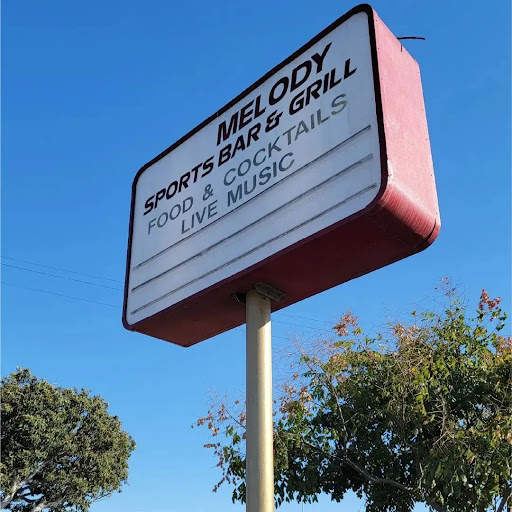 MELODY
SPORTS BAR & GRILL
FOOD & COCKTAILS
LIVE MUSIC